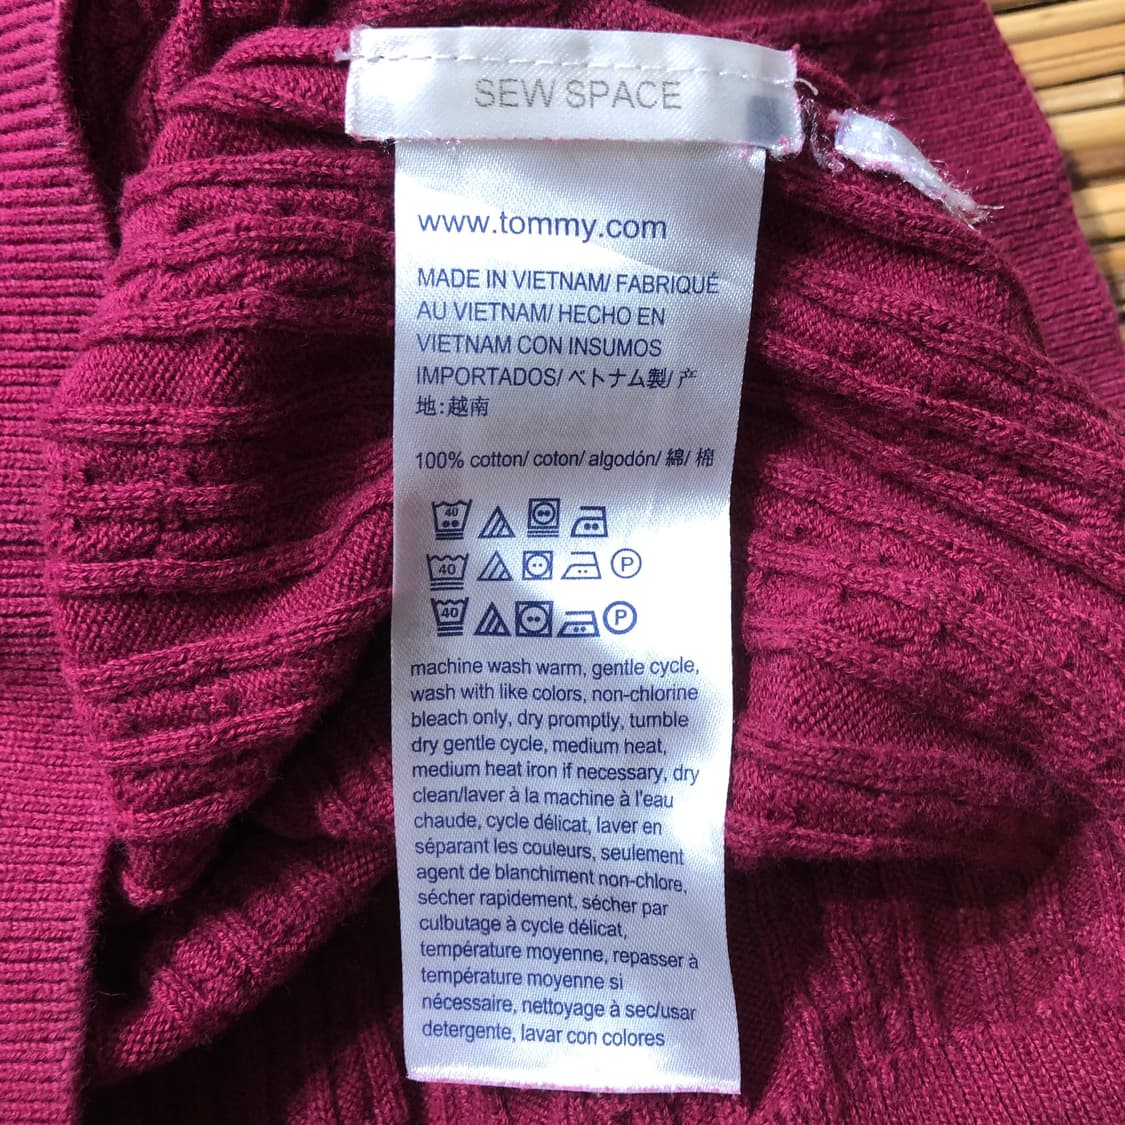 SEW SPACE
www.tommy.com
MADE IN VIETNAM/ FABRIQUÉ
AU VIETNAM/ HECHO EN
VIETNAM CON INSUMOS
IMPORTADOS/ ベトナム製/ 产
地:越南
100% cotton/ coton/ algodón/ 綿/ 棉
40
40 P
40 P
machine wash warm, gentle cycle,
wash with like colors, non-chlorine
bleach only, dry promptly, tumble
dry gentle cycle, medium heat,
medium heat iron if necessary, dry
clean/laver à la machine à l'eau
chaude, cycle délicat, laver en
séparant les couleurs, seulement
agent de blanchiment non-chlore,
sécher rapidement, sécher par
culbutage à cycle délicat,
température moyenne, repasser à
température moyenne si
nécessaire, nettoyage à sec/usar
detergente, lavar con colores